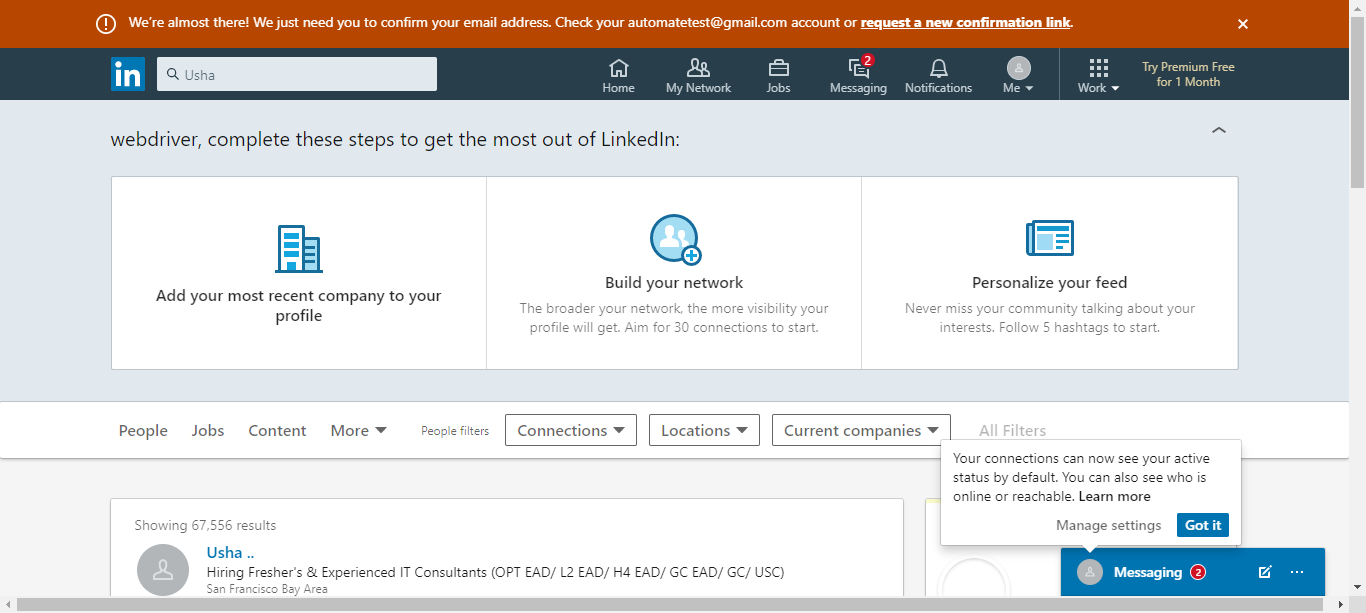 We're almost there! We just need you to confirm your email address. Check your automatetest@gmail.com account or request a new confirmation link.
in
Usha
Home
My Network
Jobs
2
Messaging
Notifications
Me
Work
Try Premium Free
for 1 Month
webdriver, complete these steps to get the most out of LinkedIn:
Add your most recent company to your
profile
Build your network
The broader your network, the more visibility your
profile will get. Aim for 30 connections to start.
Personalize your feed
Never miss your community talking about your
interests. Follow 5 hashtags to start.
People
Jobs
Content
More
People filters
Connections
Locations
Current companies
All Filters
Your connections can now see your active
status by default. You can also see who is
online or reachable. Learn more
Manage settings
Got it
Showing 67,556 results
Usha ..
Hiring Fresher's & Experienced IT Consultants (OPT EAD/ L2 EAD/ H4 EAD/ GC EAD/ GC/ USC)
San Francisco Bay Area
Messaging 2